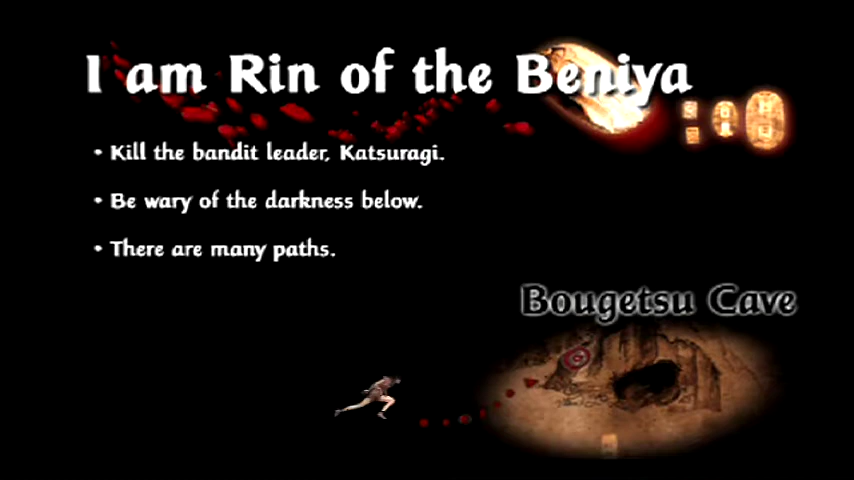 I am Rin of the Beniya
• Kill the bandit leader, Katsuragi.
• Be wary of the darkness below.
• There are many paths.
Bougetsu Cave